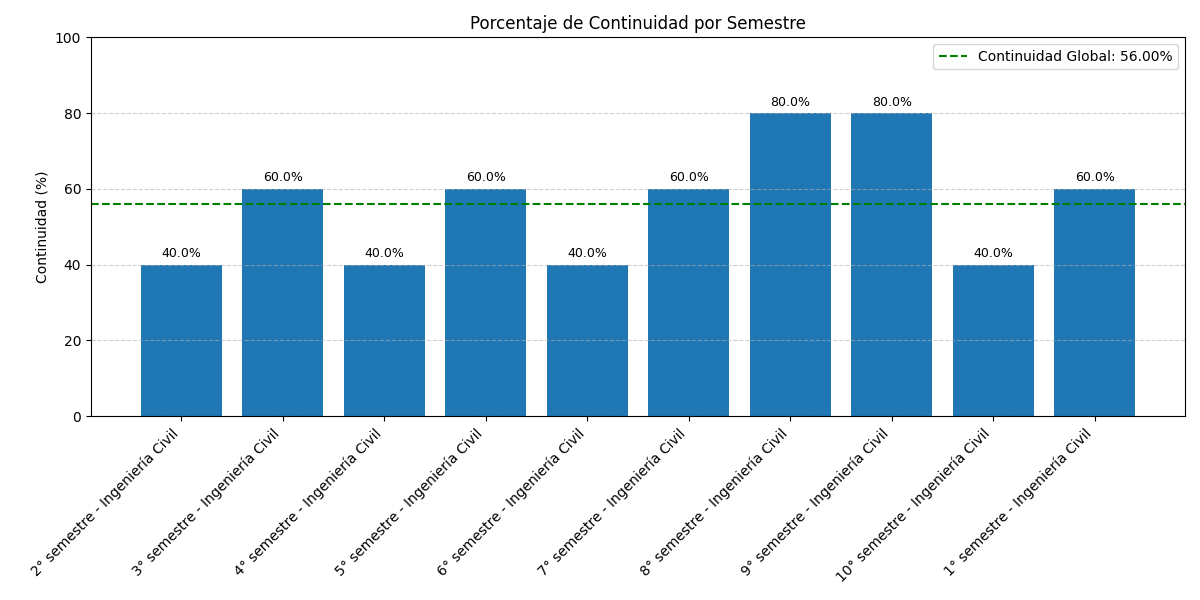 Porcentaje de Continuidad por Semestre
Continuidad Global: 56.00%
Continuidad (%)
100
80
60
40
20
0
40.0%
60.0%
40.0%
60.0%
40.0%
60.0%
80.0%
80.0%
40.0%
60.0%
2° semestre - Ingeniería Civil
3° semestre - Ingeniería Civil
4° semestre - Ingeniería Civil
5° semestre - Ingeniería Civil
6° semestre - Ingeniería Civil
7° semestre - Ingeniería Civil
8° semestre - Ingeniería Civil
9° semestre - Ingeniería Civil
10° semestre - Ingeniería Civil
1° semestre - Ingeniería Civil